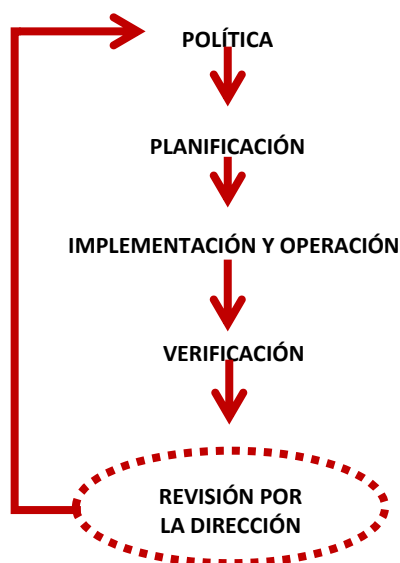 POLÍTICA
PLANIFICACIÓN
IMPLEMENTACIÓN Y OPERACIÓN
VERIFICACIÓN
REVISIÓN POR
LA DIRECCIÓN